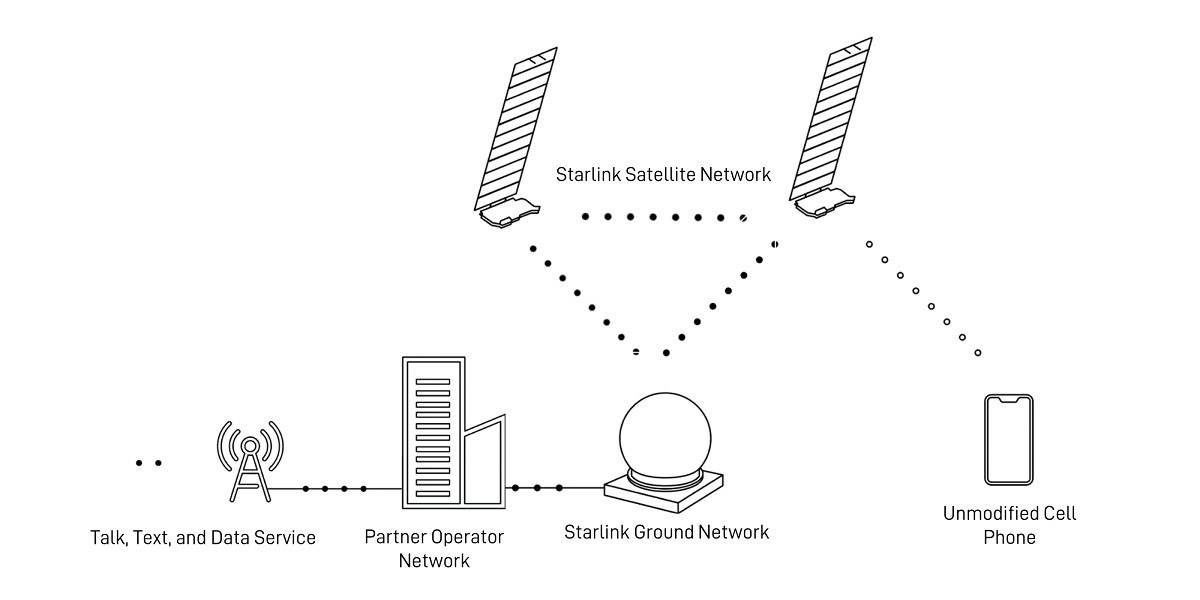 Starlink Satellite Network
Talk, Text, and Data Service
Partner Operator
Network
Starlink Ground Network
Unmodified Cell
Phone